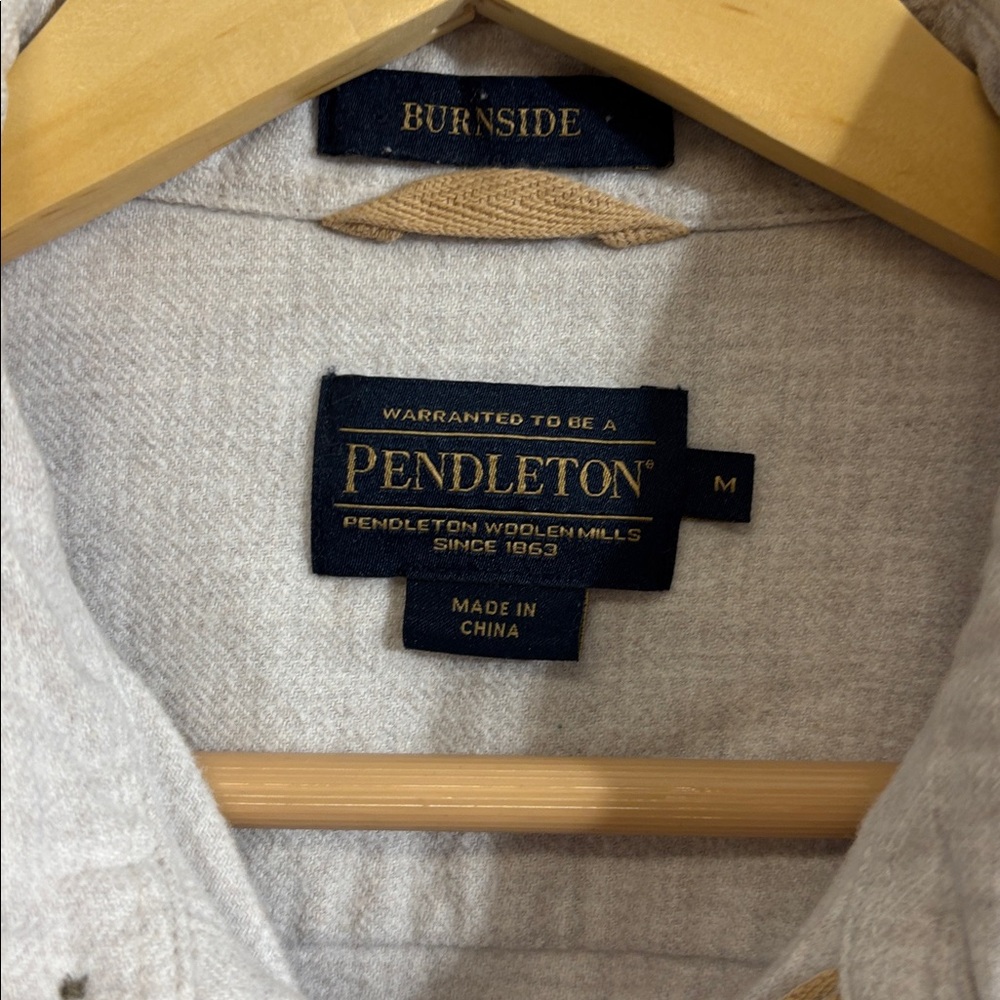 BURNSIDE
WARRANTED TO BE A
PENDLETON®
M
PENDLETON WOOLEN MILLS
SINCE 1863
MADE IN
CHINA